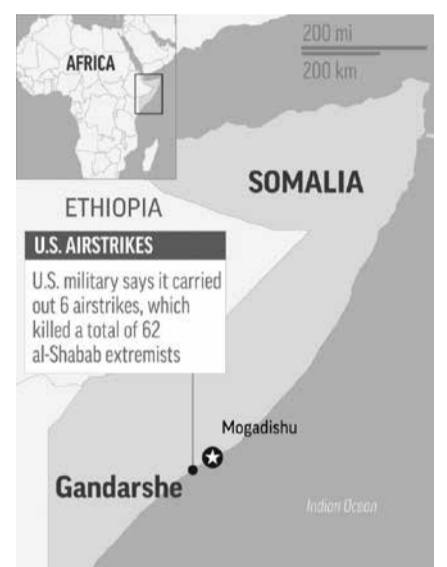 200 mi
200 km
AFRICA
SOMALIA
ETHIOPIA
U.S. AIRSTRIKES
U.S. military says it carried
out 6 airstrikes, which
killed a total of 62
al-Shabab extremists
Mogadishu
Gandarshe
Indian Ocean